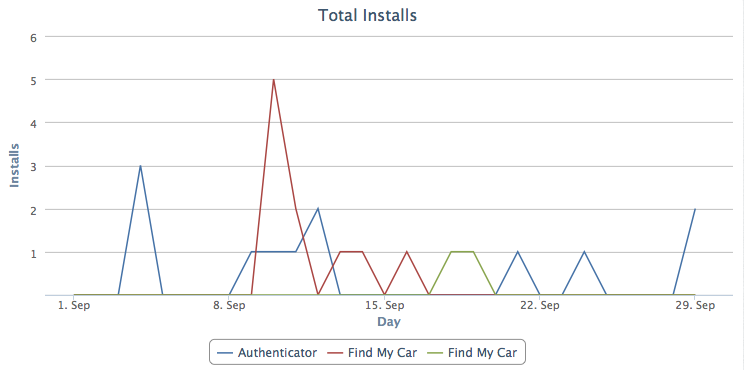 Total Installs
6
5
4
3
2
1
Installs
1. Sep 8. Sep 15. Sep 22. Sep 29. Sep
Day
Authenticator Find My Car Find My Car